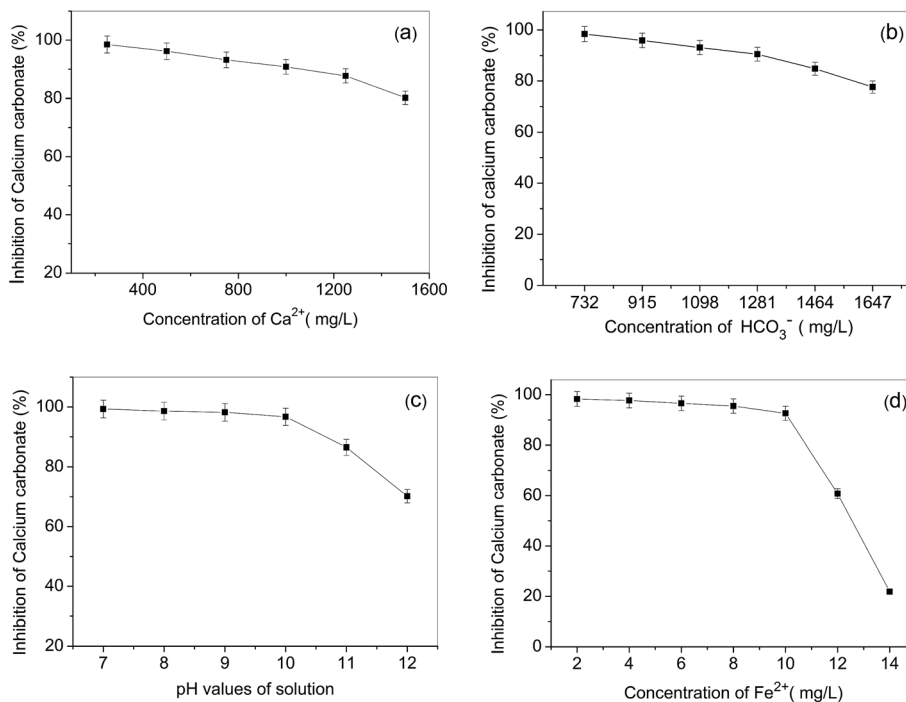 (a)
Inhibition of Calcium carbonate (%)
100
80
60
40
20
400 800 1200 1600
Concentration of Ca²⁺( mg/L)
(b)
Inhibition of calcium carbonate (%)
100
80
60
40
20
0
732 915 1098 1281 1464 1647
Concentration of HCO₃⁻ ( mg/L)
(c)
Inhibition of Calcium carbonate (%)
100
80
60
40
20
7 8 9 10 11 12
pH values of solution
(d)
Inhibition of Calcium carbonate (%)
100
80
60
40
20
0
2 4 6 8 10 12 14
Concentration of Fe²⁺( mg/L)